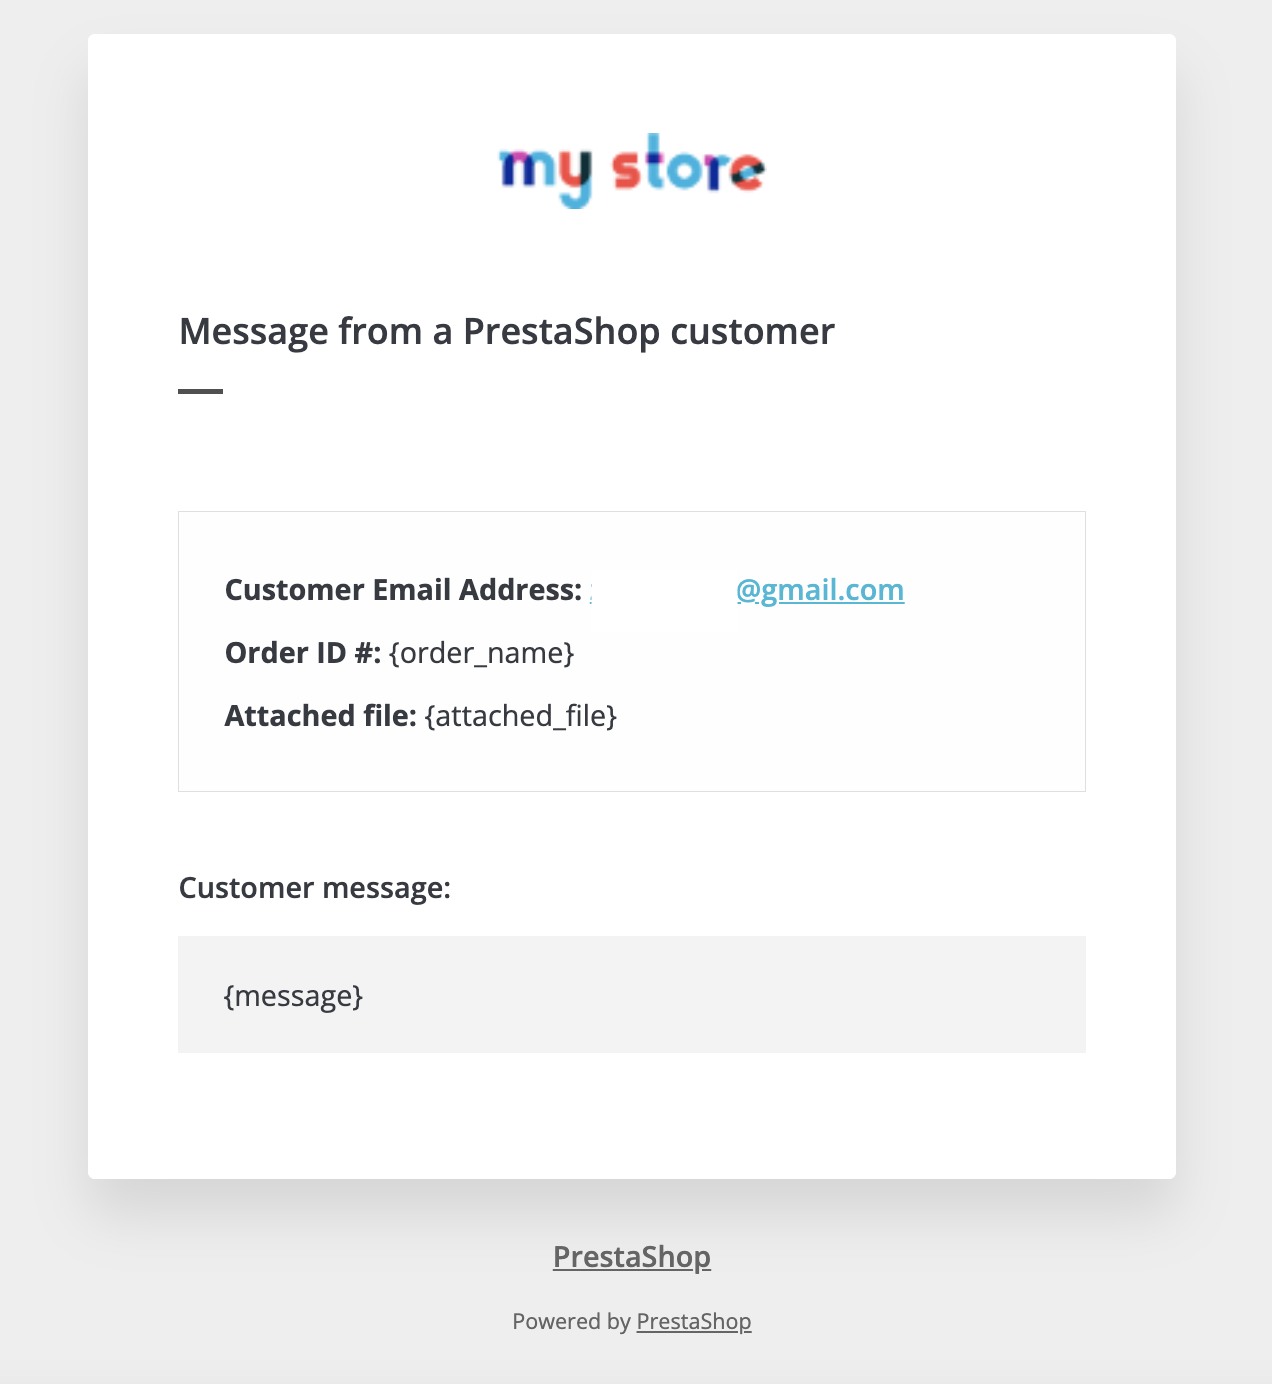 my store
Message from a PrestaShop customer
Customer Email Address: @gmail.com
Order ID #: {order_name}
Attached file: {attached_file}
Customer message:
{message}
PrestaShop
Powered by PrestaShop